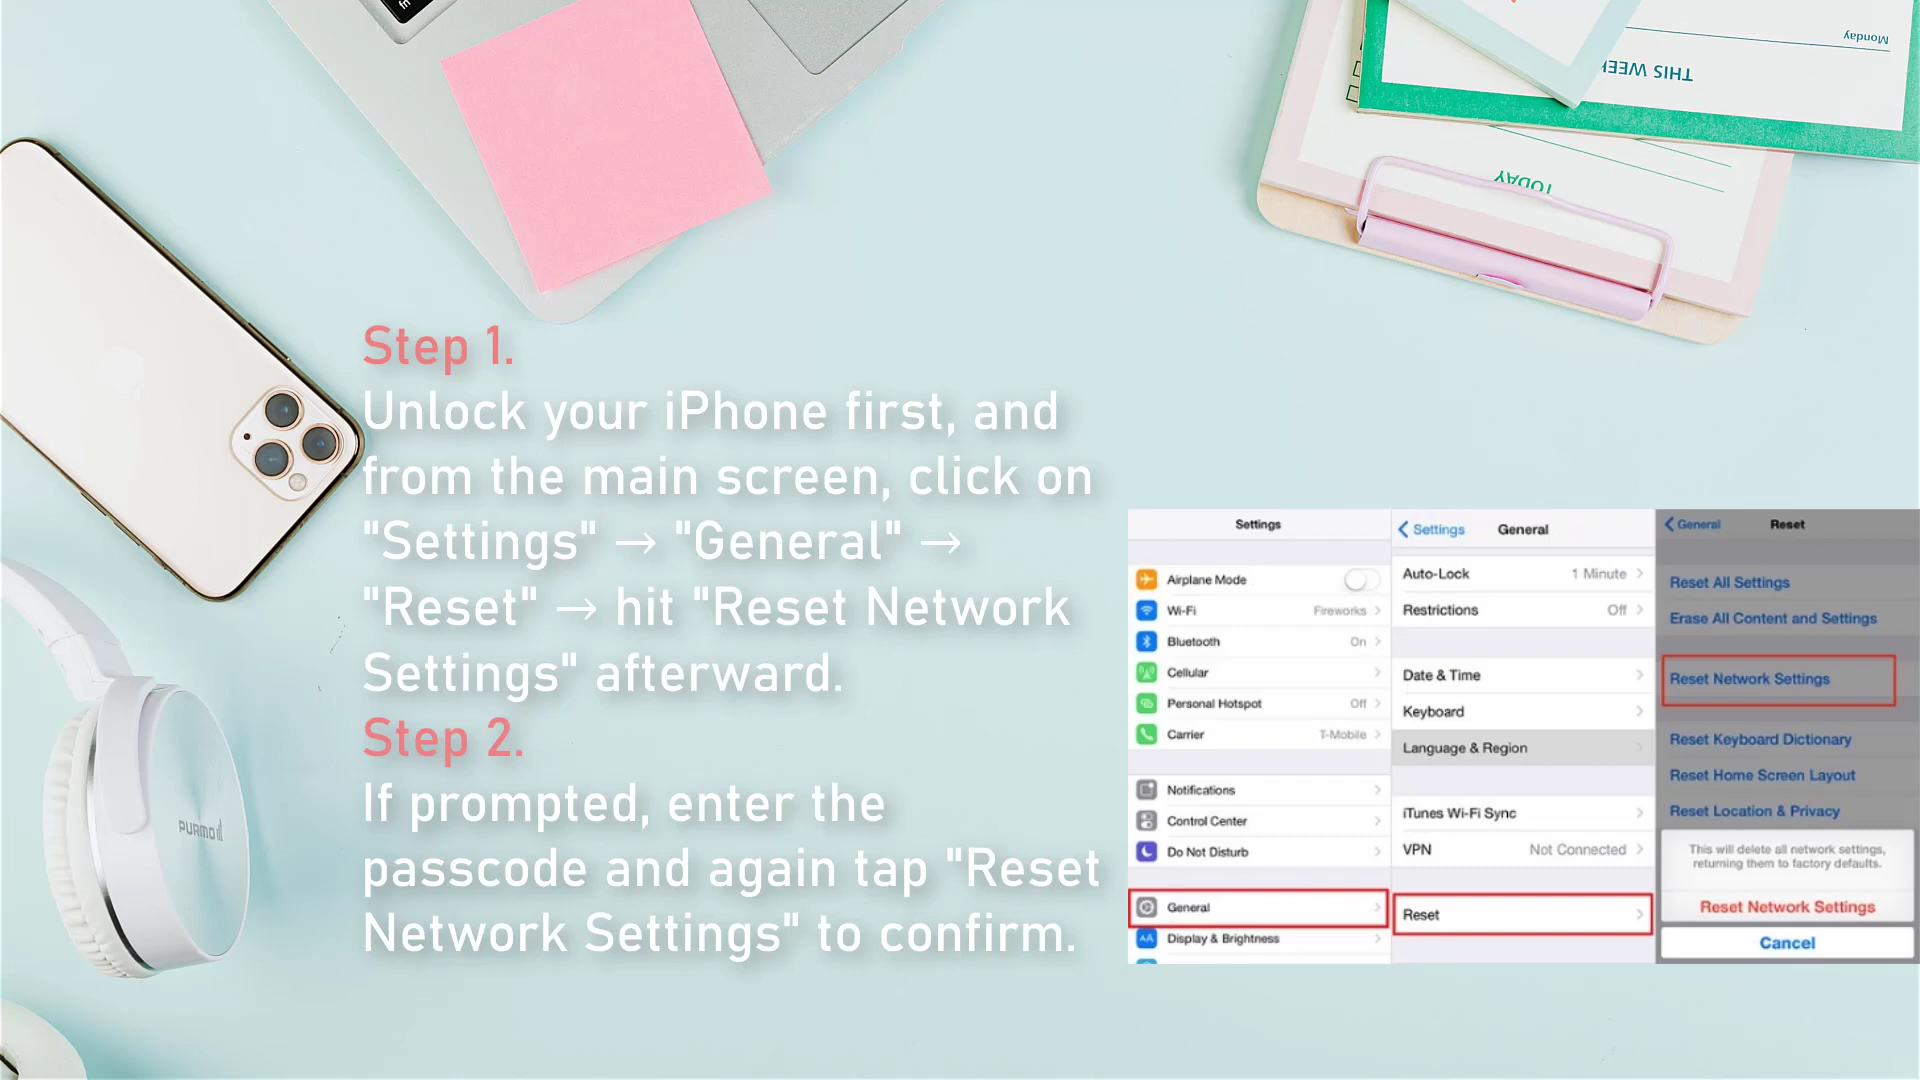 Monday
THIS WEEK
TODAY
Step 1.
Unlock your iPhone first, and
from the main screen, click on
"Settings" → "General" →
"Reset" → hit "Reset Network
Settings" afterward.
Step 2.
If prompted, enter the
passcode and again tap "Reset
Network Settings" to confirm.
PURMO
Settings
Airplane Mode
Wi-Fi Fireworks
Bluetooth On
Cellular
Personal Hotspot Off
Carrier T-Mobile
Notifications
Control Center
Do Not Disturb
General
AA Display & Brightness
Settings General
Auto-Lock 1 Minute
Restrictions Off
Date & Time
Keyboard
Language & Region
iTunes Wi-Fi Sync
VPN Not Connected
Reset
General Reset
Reset All Settings
Erase All Content and Settings
Reset Network Settings
Reset Keyboard Dictionary
Reset Home Screen Layout
Reset Location & Privacy
This will delete all network settings,
returning them to factory defaults.
Reset Network Settings
Cancel